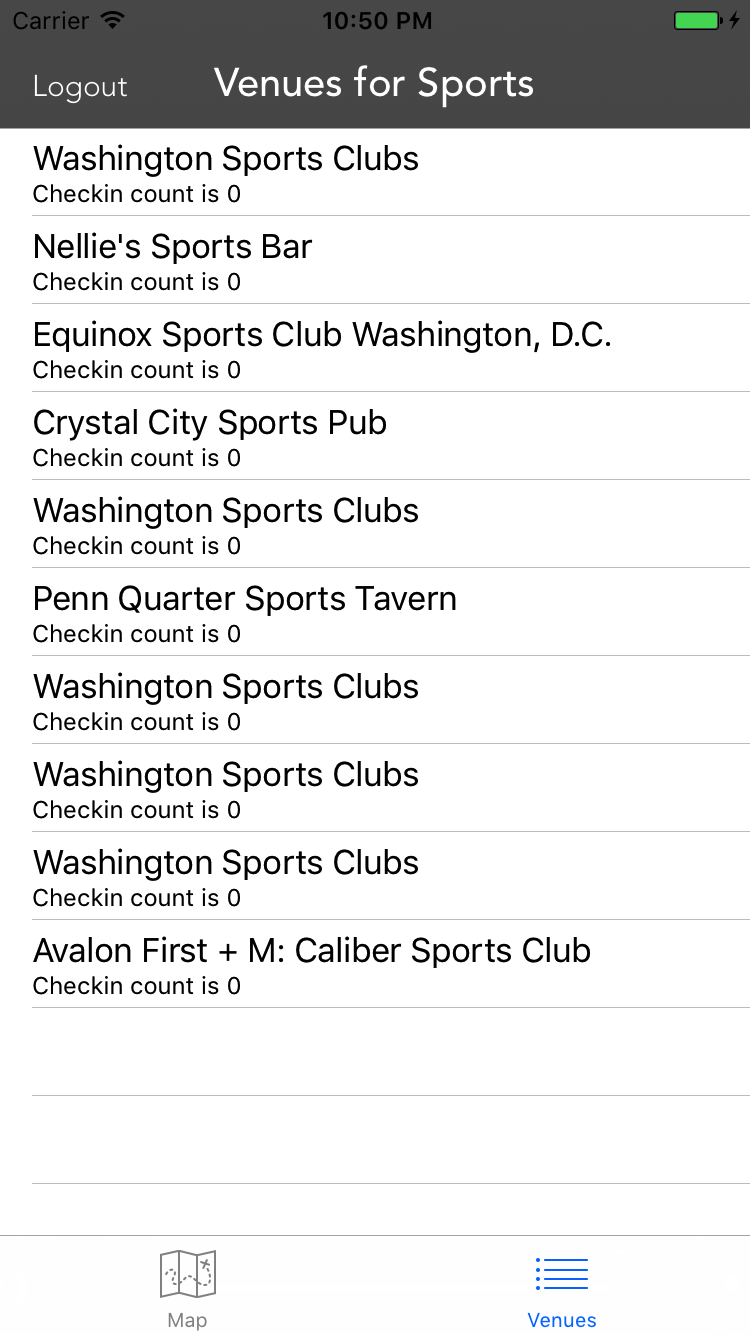 Carrier 10:50 PM
Logout Venues for Sports
Washington Sports Clubs
Checkin count is 0
Nellie's Sports Bar
Checkin count is 0
Equinox Sports Club Washington, D.C.
Checkin count is 0
Crystal City Sports Pub
Checkin count is 0
Washington Sports Clubs
Checkin count is 0
Penn Quarter Sports Tavern
Checkin count is 0
Washington Sports Clubs
Checkin count is 0
Washington Sports Clubs
Checkin count is 0
Washington Sports Clubs
Checkin count is 0
Avalon First + M: Caliber Sports Club
Checkin count is 0
Map Venues